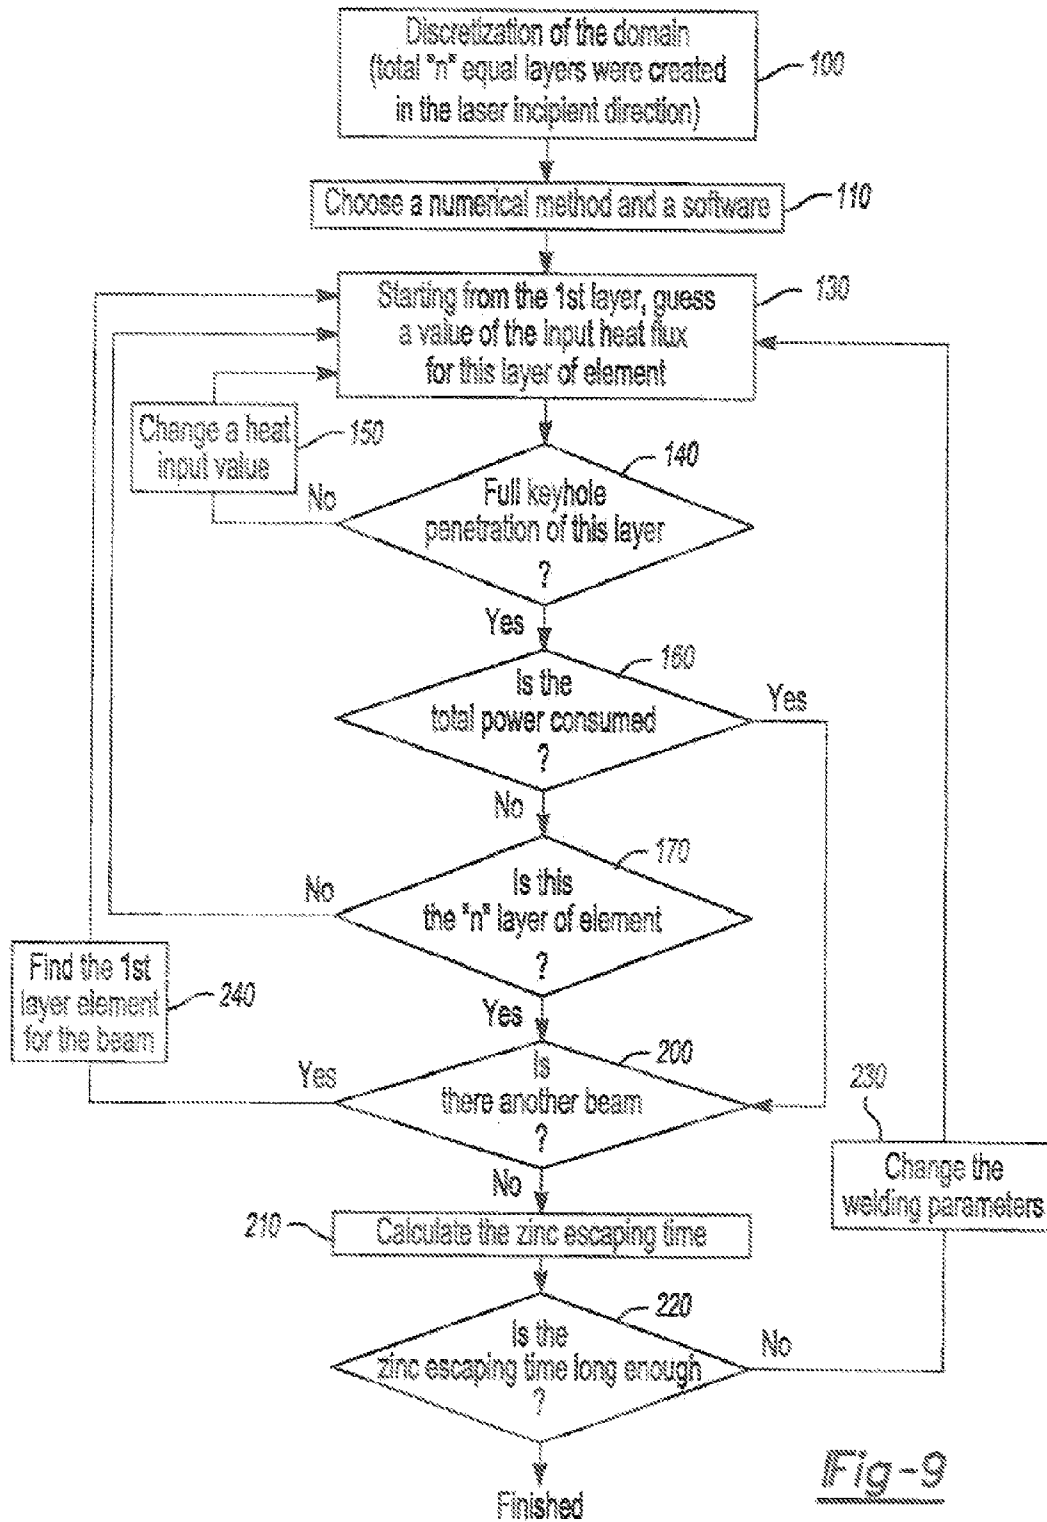 Discretization of the domain
(total "n" equal layers were created
in the laser incipient direction)
100
Choose a numerical method and a software
110
Starting from the 1st layer, guess
a value of the input heat flux
for this layer of element
130
Change a heat
input value
150
140
Full keyhole
penetration of this layer
?
No
Yes
160
Is the
total power consumed
?
Yes
No
170
Is this
the "n" layer of element
?
No
Yes
Find the 1st
layer element
for the beam
240
200
Is
there another beam
?
Yes
No
230
Change the
welding parameters
210
Calculate the zinc escaping time
220
Is the
zinc escaping time long enough
?
No
Finished
Fig-9